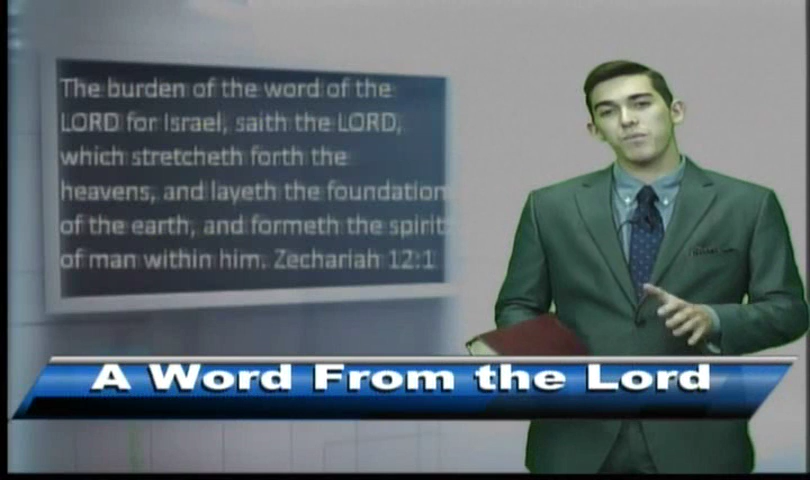 The burden of the word of the
LORD for Israel, saith the LORD,
which stretcheth forth the
heavens, and layeth the foundation
of the earth, and formeth the spirit
of man within him. Zechariah 12:1
A Word From the Lord